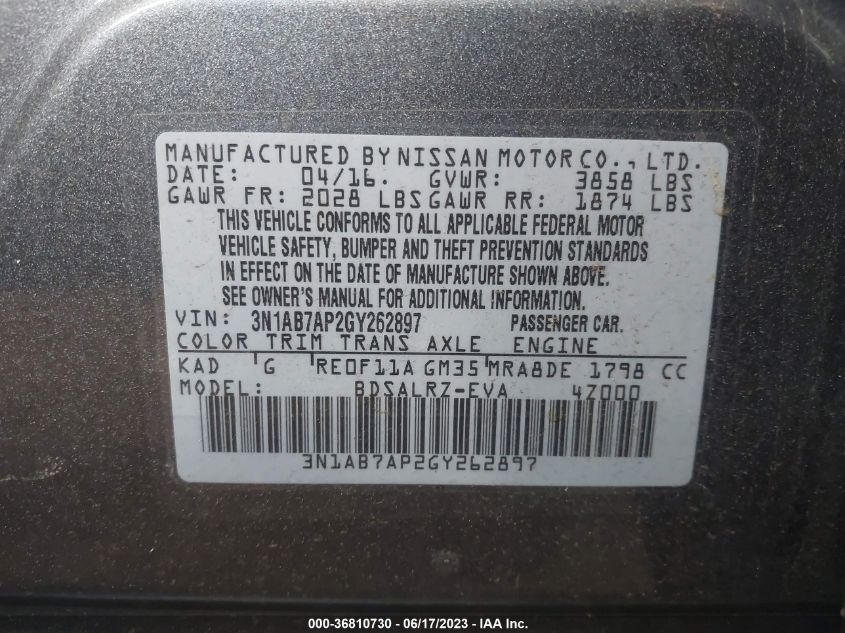 MANUFACTURED BY NISSAN MOTOR CO., LTD.
DATE: 04/16. GVWR: 3858 LBS
GAWR FR: 2028 LBS GAWR RR: 1874 LBS
THIS VEHICLE CONFORMS TO ALL APPLICABLE FEDERAL MOTOR
VEHICLE SAFETY, BUMPER AND THEFT PREVENTION STANDARDS
IN EFFECT ON THE DATE OF MANUFACTURE SHOWN ABOVE.
SEE OWNER'S MANUAL FOR ADDITIONAL INFORMATION.
VIN: 3N1AB7AP2GY262897 PASSENGER CAR.
COLOR TRIM TRANS AXLE ENGINE
KAD G RE0F11A GM35 MRA8DE 1798 CC
MODEL: BDSALRZ-EVA 4Z000
3N1AB7AP2GY262897
000-36810730 - 06/17/2023 - IAA Inc.